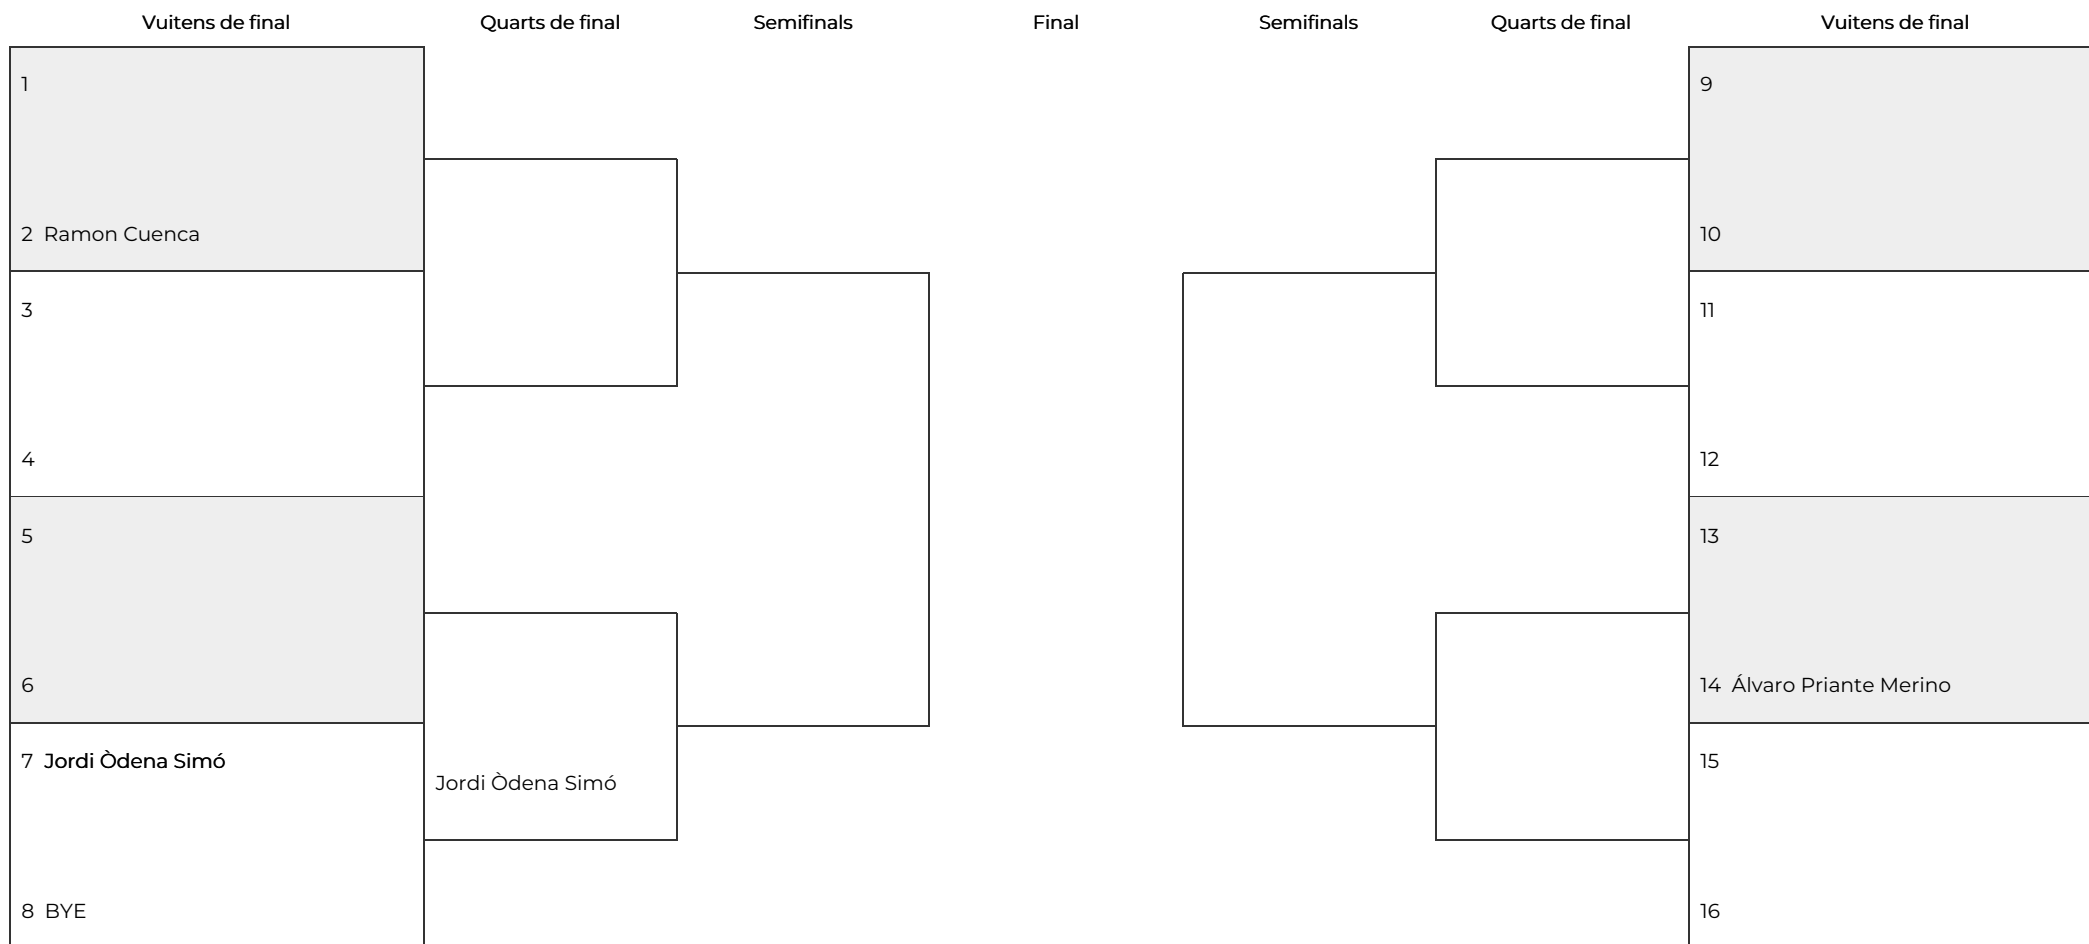 Vuitens de final
Quarts de final
Semifinals
Final
Semifinals
Quarts de final
Vuitens de final
1
2 Ramon Cuenca
3
4
5
6
7 Jordi Òdena Simó
8 BYE
Jordi Òdena Simó
9
10
11
12
13
14 Álvaro Priante Merino
15
16